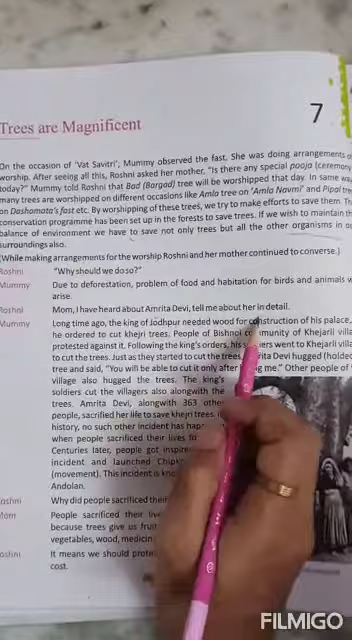 7
Trees are Magnificent
On the occasion of 'Vat Savitri', Mummy observed the fast. She was doing arrangements of
worship. After seeing all this, Roshni asked her mother, "Is there any special pooja (ceremony
today?" Mummy told Roshni that Bad (Bargad) tree will be worshipped that day. In same way
many trees are worshipped on different occasions like Amla tree on 'Amla Navmi' and Pipal tree
on Dashamata's fast etc. By worshipping of these trees, we try to make efforts to save them. Th
conservation programme has been set up in the forests to save trees. If we wish to maintain th
balance of environment we have to save not only trees but all the other organisms in ou
surroundings also.
(While making arrangements for the worship Roshni and her mother continued to converse.)
Roshni "Why should we do so?"
Mummy Due to deforestation, problem of food and habitation for birds and animals w
arise.
Roshni Mom, I have heard about Amrita Devi, tell me about her in detail.
Mummy Long time ago, the king of Jodhpur needed wood for construction of his palace,
he ordered to cut khejri trees. People of Bishnoi community of Khejarli villa
protested against it. Following the king's orders, his soldiers went to Khejarli villa
to cut the trees. Just as they started to cut the trees, Amrita Devi hugged (holded
tree and said, "You will be able to cut it only after me." Other people of
village also hugged the trees. The king's
soldiers cut the villagers also alongwith the
trees. Amrita Devi, alongwith 363 other
people, sacrificed her life to save khejri trees. I
history, no such other incident has hap
when people sacrificed their lives fo
Centuries later, people got inspire
incident and launched Chipk
(movement). This incident is know
Andolan.
Roshni Why did people sacrificed their
Mom People sacrificed their live
because trees give us frui
vegetables, wood, medicin
Roshni It means we should prote
cost.
FILMIGO